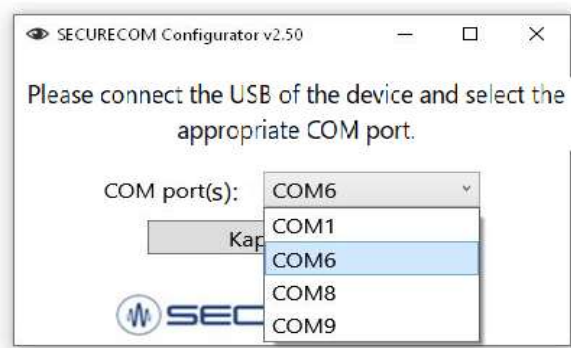 SECURECOM Configurator v2.50
Please connect the USB of the device and select the
appropriate COM port.
COM port(s): COM6
COM1
Kap
COM6
COM8
SEC
COM9